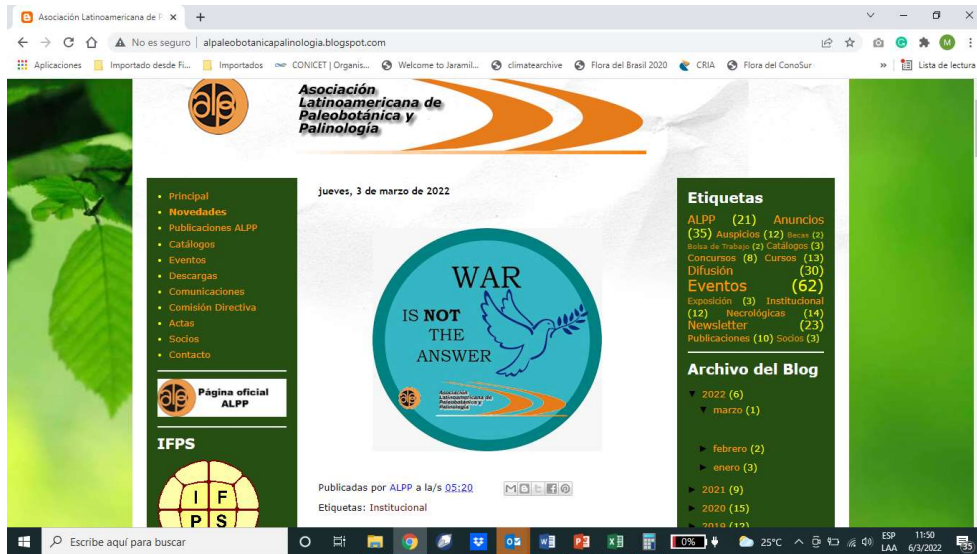 Asociación Latinoamericana de P
No es seguro
alpaleobotanicapalinologia.blogspot.com
M
Aplicaciones
Importado desde Fi...
Importados
CONICET | Organis...
Welcome to Jaramil...
climatearchive
Flora del Brasil 2020
CRIA
Flora del ConoSur
»
Lista de lectura
alp
Asociación
Latinoamericana de
Paleobotánica y
Palinología
Principal
Novedades
Publicaciones ALPP
Catálogos
Eventos
Descargas
Comunicaciones
Comisión Directiva
Actas
Socios
Contacto
Página oficial
ALPP
IFPS
I F
P S
jueves, 3 de marzo de 2022
WAR
IS NOT
THE
ANSWER
Asociación
Latinoamericana de
Paleobotánica y
Palinología
Publicadas por ALPP a la/s 05:20
Etiquetas: Institucional
Etiquetas
ALPP (21) Anuncios
(35) Auspicios (12) Becas (2)
Bolsa de Trabajo (2) Catálogos (3)
Concursos (8) Cursos (13)
Difusión (30)
Eventos (62)
Exposición (3) Institucional
(12) Necrológicas (14)
Newsletter (23)
Publicaciones (10) Socios (3)
Archivo del Blog
▼ 2022 (6)
▼ marzo (1)
► febrero (2)
► enero (3)
► 2021 (9)
► 2020 (15)
► 2019 (12)
Escribe aquí para buscar
0%
25°C
ESP
LAA
11:50
6/3/2022